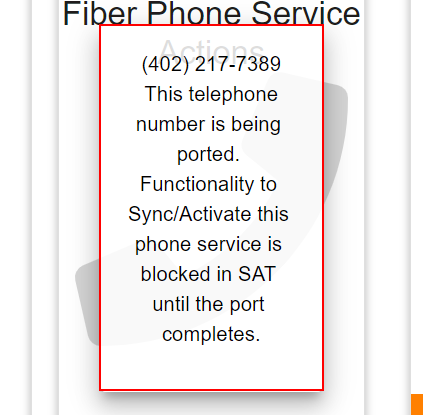 Fiber Phone Service
Actions
(402) 217-7389
This telephone
number is being
ported.
Functionality to
Sync/Activate this
phone service is
blocked in SAT
until the port
completes.